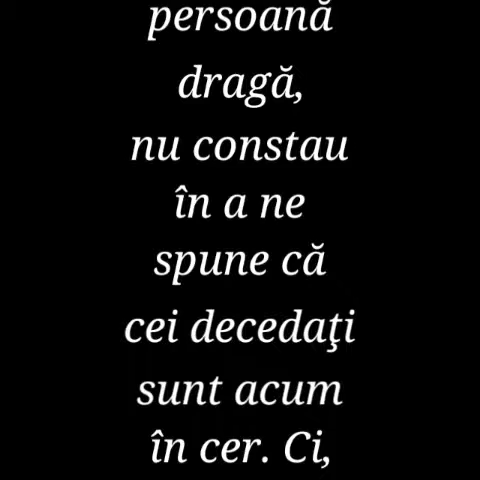 persoană
dragă,
nu constau
în a ne
spune că
cei decedaţi
sunt acum
în cer. Ci,